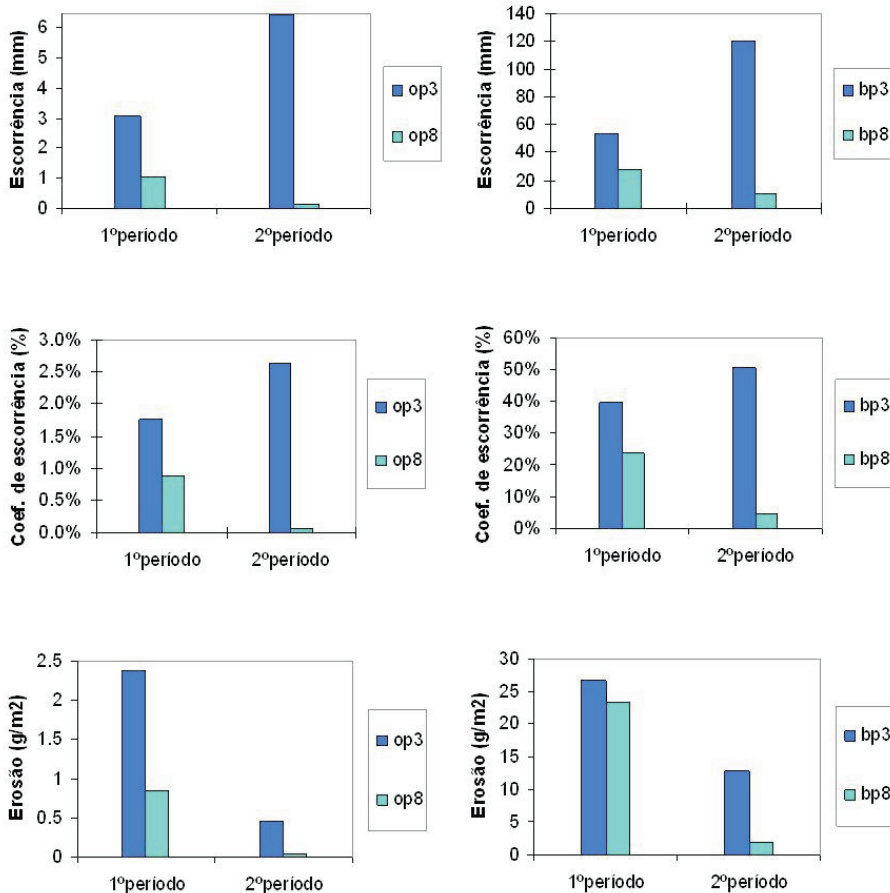 Escorrência (mm)
6
5
4
3
2
1
0
1ºperíodo
2ºperíodo
op3
op8
Escorrência (mm)
140
120
100
80
60
40
20
0
1ºperíodo
2ºperíodo
bp3
bp8
Coef. de escorrência (%)
3.0%
2.5%
2.0%
1.5%
1.0%
0.5%
0.0%
1ºperíodo
2ºperíodo
op3
op8
Coef. de escorrência (%)
60%
50%
40%
30%
20%
10%
0%
1ºperíodo
2ºperíodo
bp3
bp8
Erosão (g/m2)
2.5
2
1.5
1
0.5
0
1ºperíodo
2ºperíodo
op3
op8
Erosão (g/m2)
30
25
20
15
10
5
0
1ºperíodo
2ºperíodo
bp3
bp8